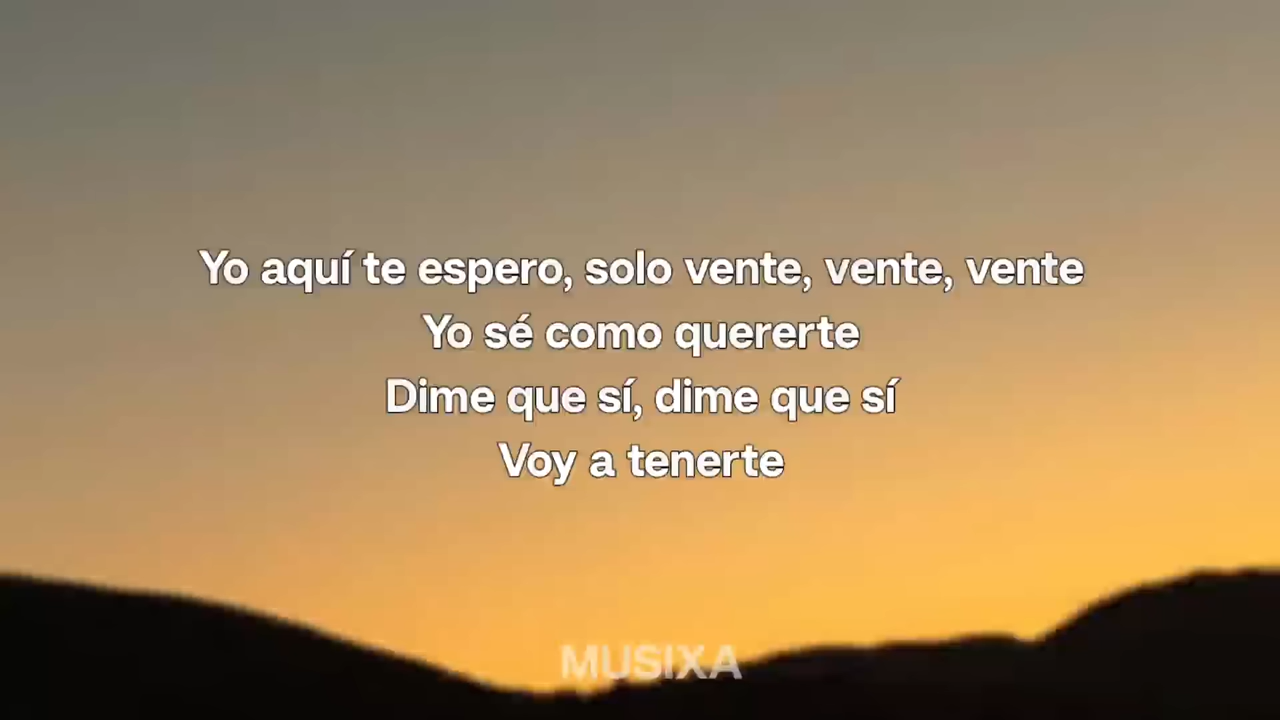 Yo aquí te espero, solo vente, vente, vente
Yo sé como quererte
Dime que sí, dime que sí
Voy a tenerte
MUSIXA